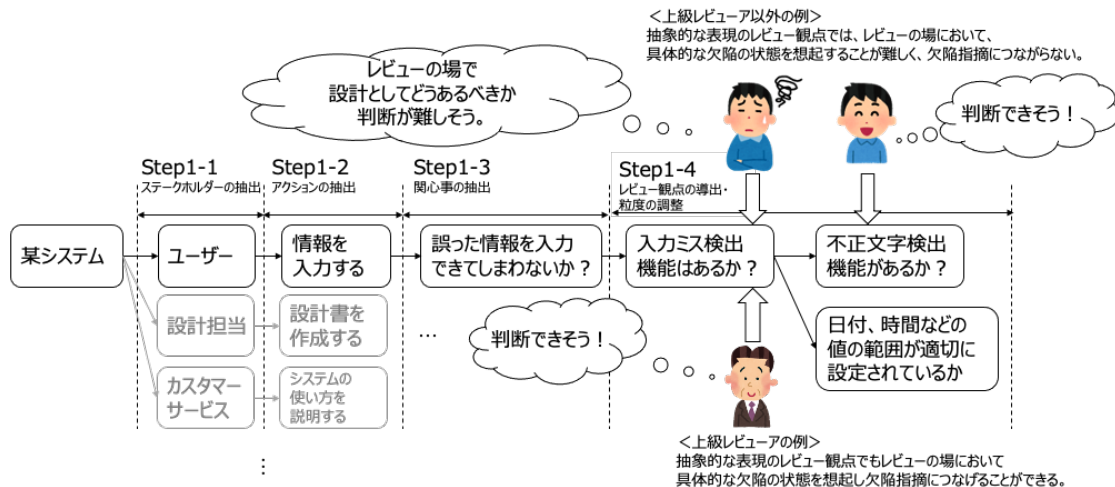 ＜上級レビューア以外の例＞
抽象的な表現のレビュー観点では、レビューの場において、
具体的な欠陥の状態を想起することが難しく、欠陥指摘につながらない。
レビューの場で
設計としてどうあるべきか
判断が難しそう。
判断できそう！
Step1-1
ステークホルダーの抽出
Step1-2
アクションの抽出
Step1-3
関心事の抽出
Step1-4
レビュー観点の導出・
粒度の調整
某システム
ユーザー
情報を
入力する
誤った情報を入力
できてしまわないか？
入力ミス検出
機能はあるか？
不正文字検出
機能があるか？
設計担当
設計書を
作成する
…
判断できそう！
日付、時間などの
値の範囲が適切に
設定されているか
カスタマー
サービス
システムの
使い方を
説明する
⋮
＜上級レビューアの例＞
抽象的な表現のレビュー観点でもレビューの場において
具体的な欠陥の状態を想起し欠陥指摘につなげることができる。